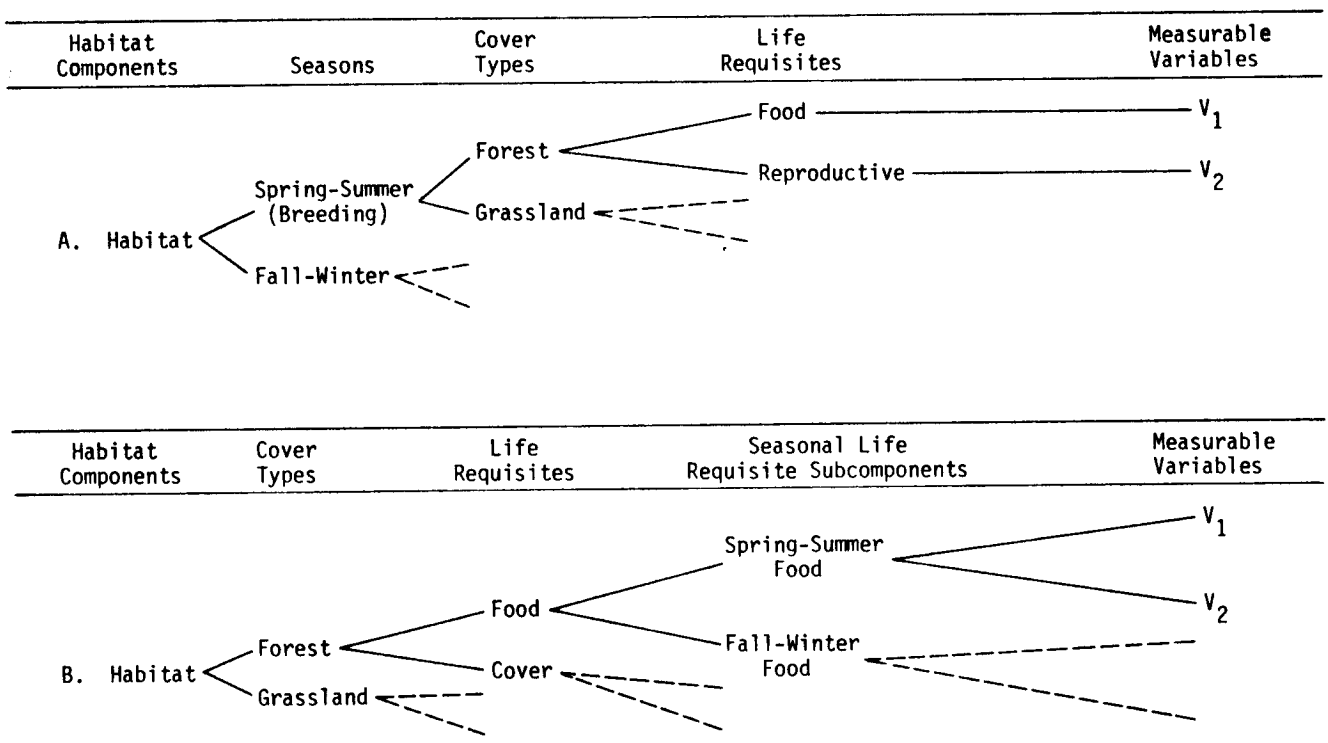 Habitat Components
Seasons
Cover Types
Life Requisites
Measurable Variables
Food
V1
Forest
Reproductive
V2
Spring-Summer
(Breeding)
Grassland
A. Habitat
Fall-Winter
Habitat Components
Cover Types
Life Requisites
Seasonal Life Requisite Subcomponents
Measurable Variables
V1
Spring-Summer
Food
Food
V2
Forest
Fall-Winter
Food
B. Habitat
Cover
Grassland